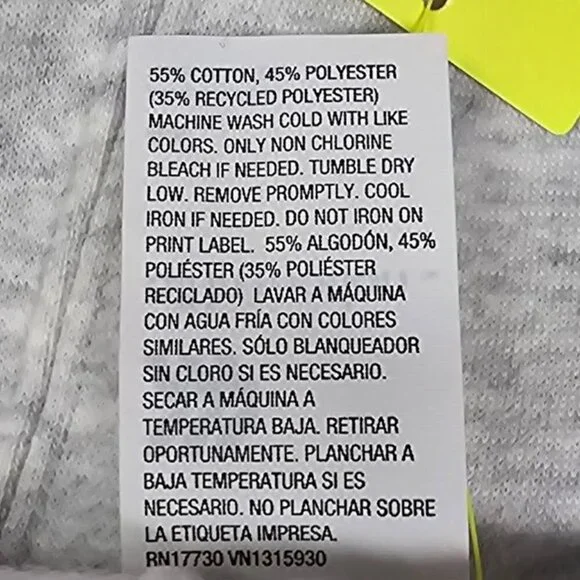 55% COTTON, 45% POLYESTER
(35% RECYCLED POLYESTER)
MACHINE WASH COLD WITH LIKE
COLORS. ONLY NON CHLORINE
BLEACH IF NEEDED. TUMBLE DRY
LOW. REMOVE PROMPTLY. COOL
IRON IF NEEDED. DO NOT IRON ON
PRINT LABEL. 55% ALGODÓN, 45%
POLIÉSTER (35% POLIÉSTER
RECICLADO) LAVAR A MÁQUINA
CON AGUA FRÍA CON COLORES
SIMILARES. SÓLO BLANQUEADOR
SIN CLORO SI ES NECESARIO.
SECAR A MÁQUINA A
TEMPERATURA BAJA. RETIRAR
OPORTUNAMENTE. PLANCHAR A
BAJA TEMPERATURA SI ES
NECESARIO. NO PLANCHAR SOBRE
LA ETIQUETA IMPRESA.
RN17730 VN1315930